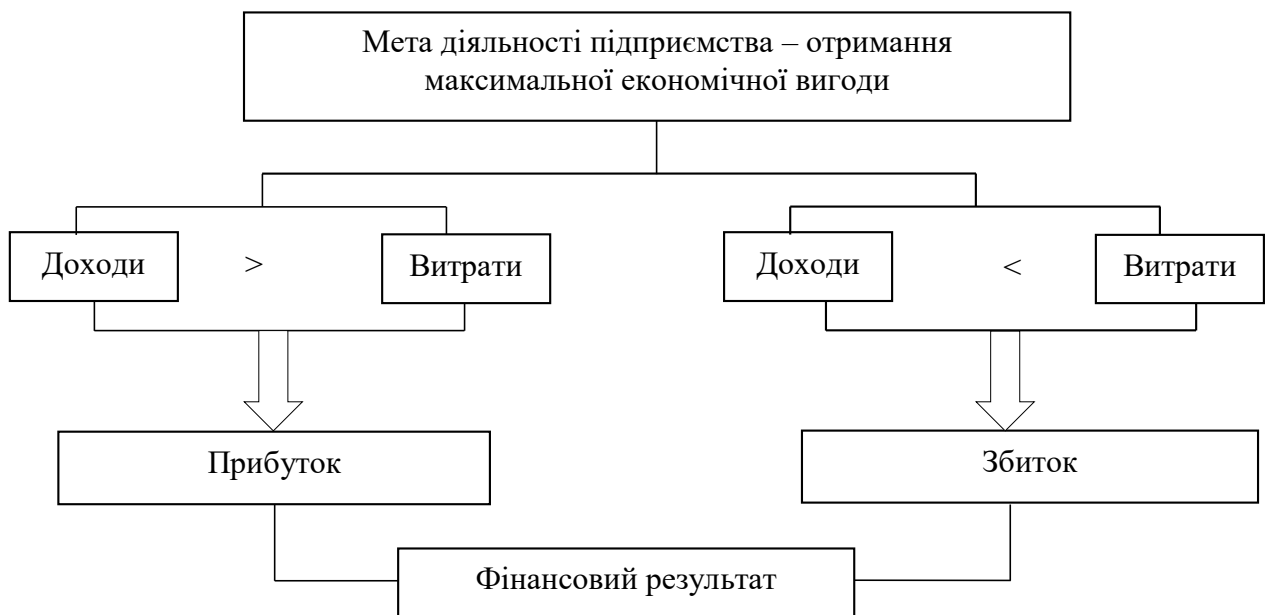 Мета діяльності підприємства – отримання
максимальної економічної вигоди
Доходи > Витрати Доходи < Витрати
Прибуток Збиток
Фінансовий результат